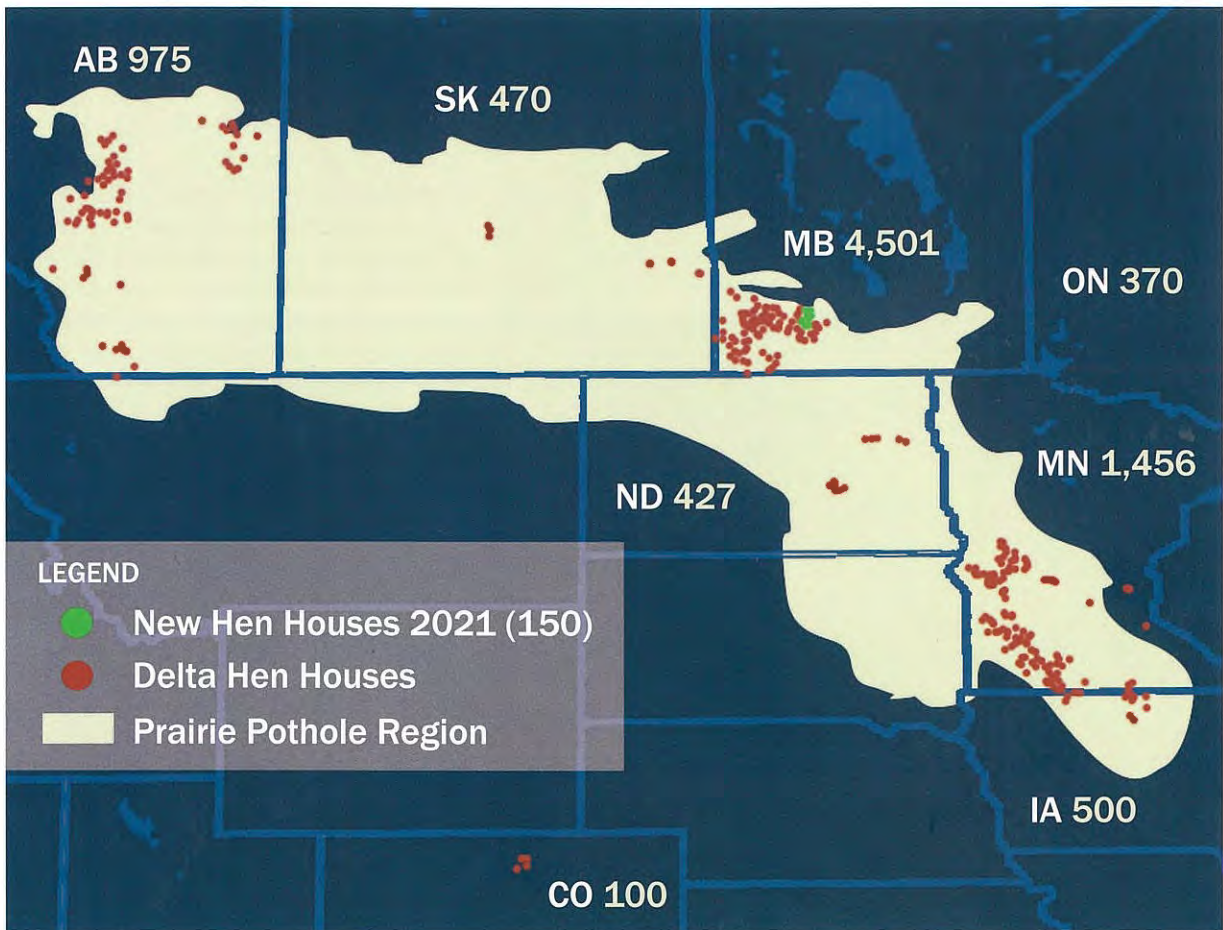 AB 975
SK 470
MB 4,501
ON 370
MN 1,456
ND 427
LEGEND
New Hen Houses 2021 (150)
Delta Hen Houses
Prairie Pothole Region
IA 500
CO 100